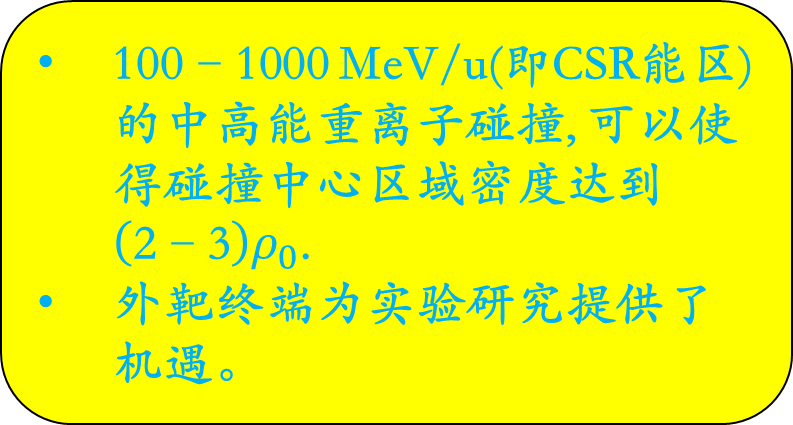 • 100 – 1000 MeV/u(即CSR能区)
的中高能重离子碰撞, 可以使
得碰撞中心区域密度达到
(2 – 3)ρ₀.
• 外靶终端为实验研究提供了
机遇。